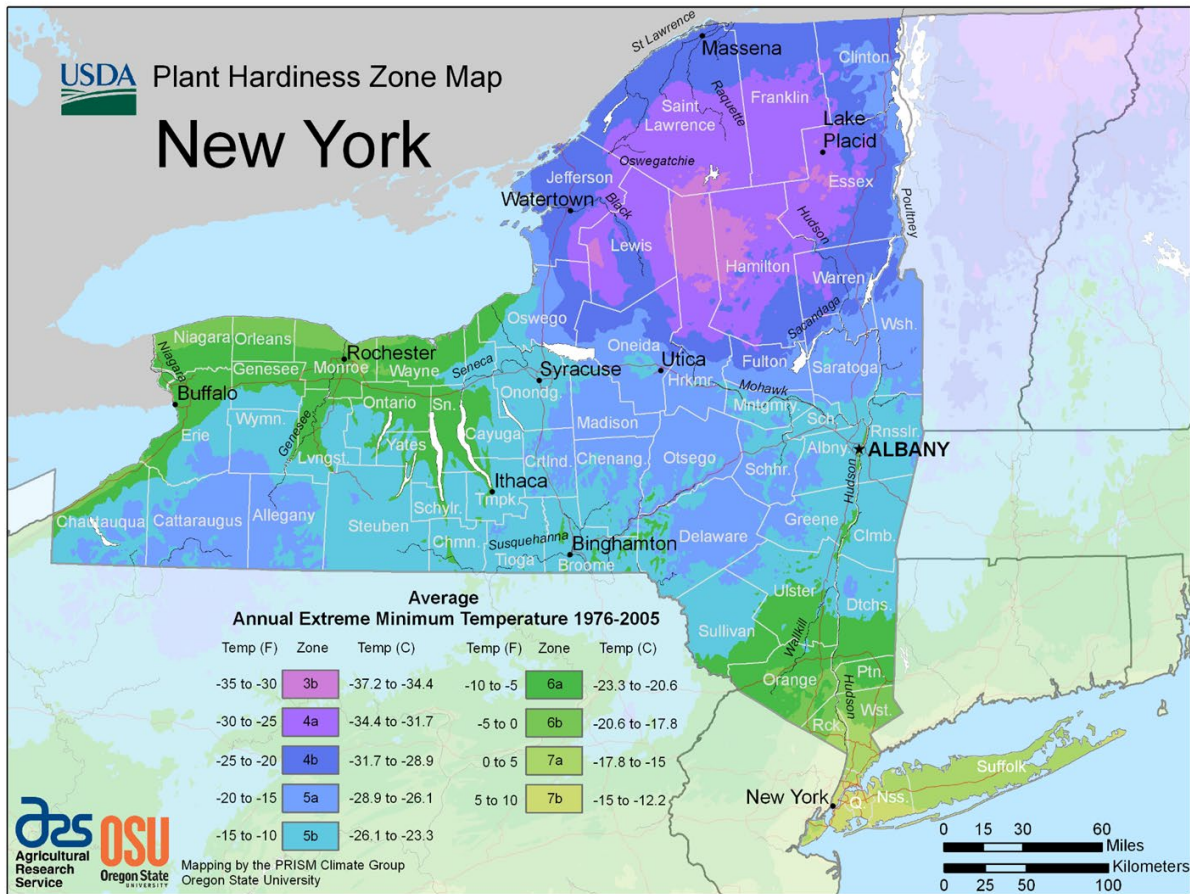 USDA
Plant Hardiness Zone Map
New York
St Lawrence
Massena
Clinton
Franklin
Saint
Lawrence
Raquette
Lake
Placid
Oswegatchie
Essex
Jefferson
Watertown
Black
Poultney
Hudson
Lewis
Hamilton
Warren
Sacandaga
Oswego
Wsh.
Niagara
Orleans
Oneida
Rochester
Genesee
Monroe
Wayne
Seneca
Syracuse
Utica
Fulton
Saratoga
Niagara
Buffalo
Onondg.
Hrkmr.
Mohawk
Ontario
Sn.
Mntgmry.
Sch.
Wymn.
Madison
Erie
Genesee
Cayuga
Rnsslr.
Yates
Albny.
ALBANY
Lvngst.
Crtlnd.
Chenang.
Otsego
Schhr.
Ithaca
Tmpk.
Hudson
Chautauqua
Cattaraugus
Allegany
Steuben
Schylr.
Greene
Delaware
Clmb.
Chmn.
Susquehanna
Binghamton
Tioga
Broome
Ulster
Dtchs.
Sullivan
Wallkill
Orange
Ptn.
Hudson
Rck.
Wst.
Suffolk
New York
Q.
Nss.
Average
Annual Extreme Minimum Temperature 1976-2005
Temp (F) Zone Temp (C) Temp (F) Zone Temp (C)
-35 to -30 3b -37.2 to -34.4 -10 to -5 6a -23.3 to -20.6
-30 to -25 4a -34.4 to -31.7 -5 to 0 6b -20.6 to -17.8
-25 to -20 4b -31.7 to -28.9 0 to 5 7a -17.8 to -15
-20 to -15 5a -28.9 to -26.1 5 to 10 7b -15 to -12.2
-15 to -10 5b -26.1 to -23.3
ars
Agricultural
Research
Service
OSU
Oregon State
UNIVERSITY
Mapping by the PRISM Climate Group
Oregon State University
0 15 30 60
Miles
Kilometers
0 25 50 100